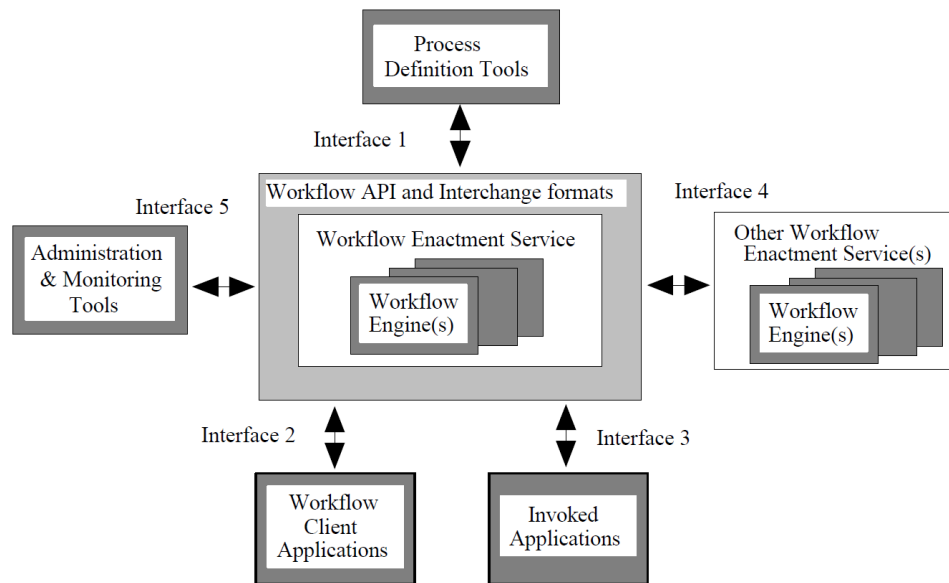 Process
Definition Tools
Interface 1
Workflow API and Interchange formats
Interface 5
Interface 4
Administration
& Monitoring
Tools
Workflow Enactment Service
Workflow
Engine(s)
Other Workflow
Enactment Service(s)
Workflow
Engine(s)
Interface 2
Interface 3
Workflow
Client
Applications
Invoked
Applications